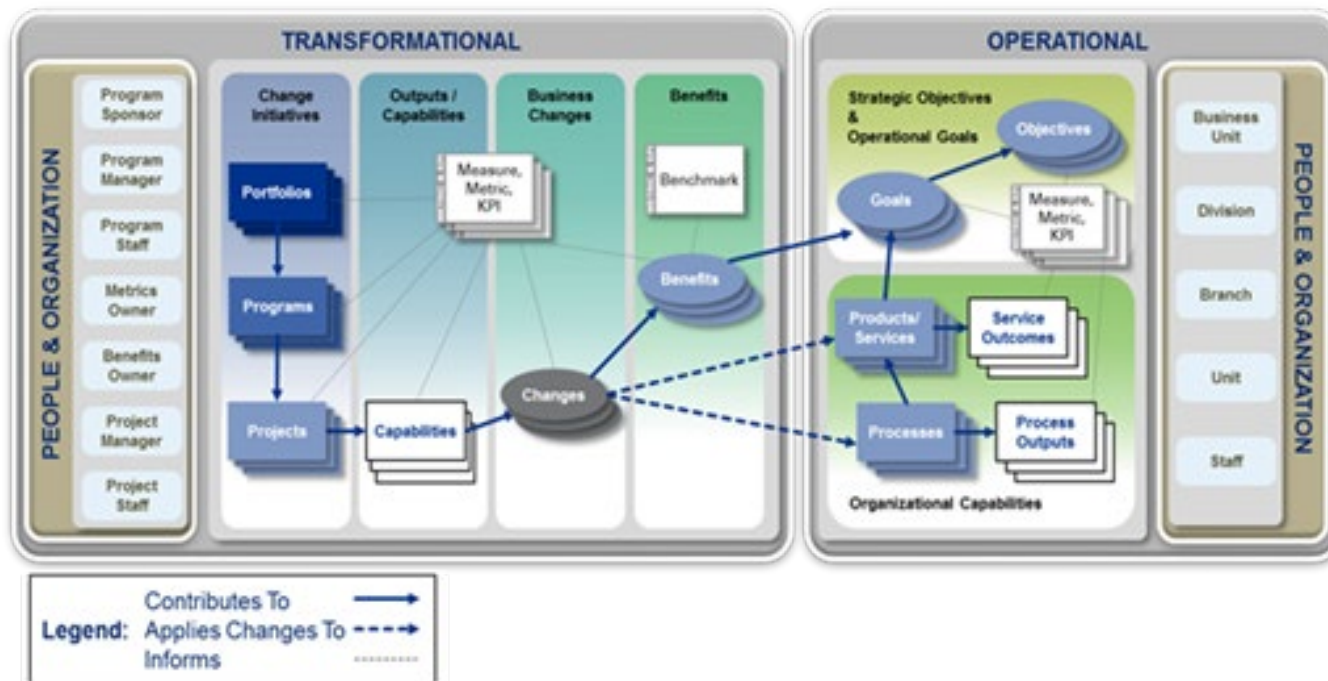 TRANSFORMATIONAL
PEOPLE & ORGANIZATION
Program
Sponsor
Program
Manager
Program
Staff
Metrics
Owner
Benefits
Owner
Project
Manager
Project
Staff
Change
Initiatives
Portfolios
Programs
Projects
Outputs /
Capabilities
Measure,
Metric,
KPI
Capabilities
Business
Changes
Changes
Benefits
Benchmark
Benefits
OPERATIONAL
Strategic Objectives
&
Operational Goals
Objectives
Goals
Measure,
Metric,
KPI
Products/
Services
Service
Outcomes
Processes
Process
Outputs
Organizational Capabilities
Business
Unit
Division
Branch
Unit
Staff
PEOPLE & ORGANIZATION
Legend:
Contributes To
Applies Changes To
Informs